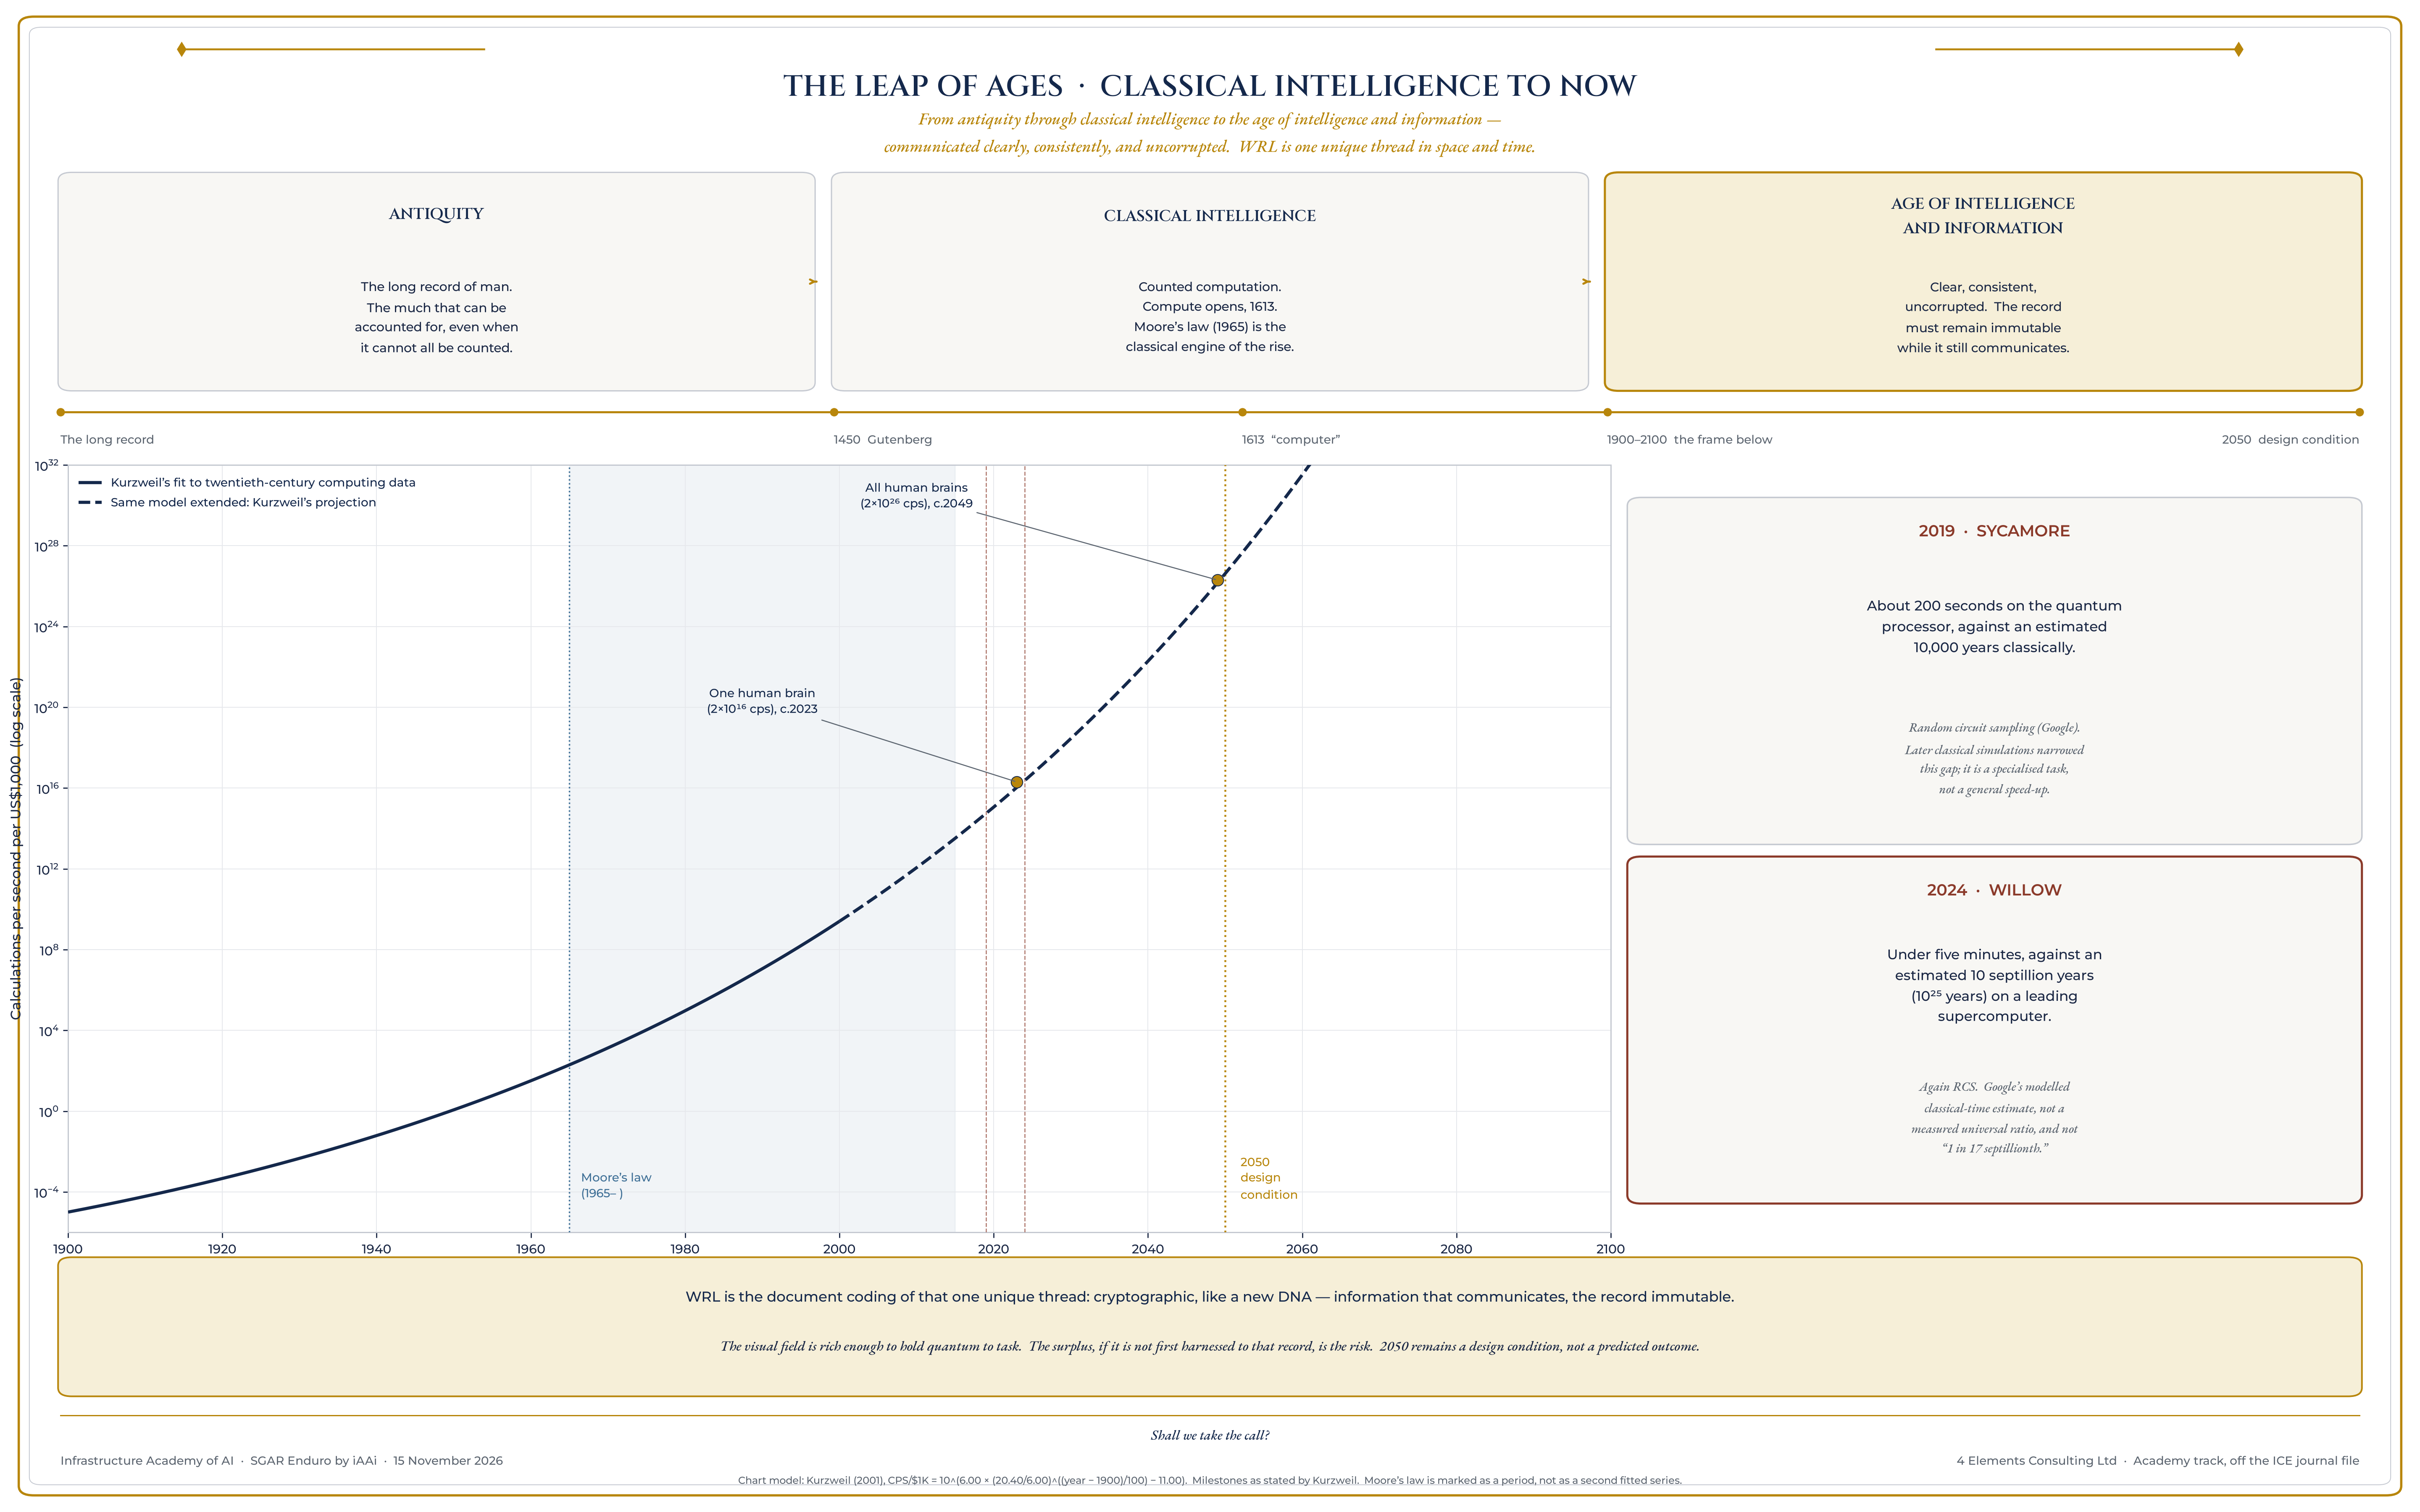 THE LEAP OF AGES · CLASSICAL INTELLIGENCE TO NOW
From antiquity through classical intelligence to the age of intelligence and information —
communicated clearly, consistently, and uncorrupted. WRL is one unique thread in space and time.
ANTIQUITY
The long record of man.
The much that can be
accounted for, even when
it cannot all be counted.
CLASSICAL INTELLIGENCE
Counted computation.
Compute opens, 1613.
Moore’s law (1965) is the
classical engine of the rise.
AGE OF INTELLIGENCE
AND INFORMATION
Clear, consistent,
uncorrupted. The record
must remain immutable
while it still communicates.
The long record
1450 Gutenberg
1613 “computer”
1900–2100 the frame below
2050 design condition
Calculations per second per US$1,000 (log scale)
10³²
10²⁸
10²⁴
10²⁰
10¹⁶
10¹²
10⁸
10⁴
10⁰
10⁻⁴
Kurzweil’s fit to twentieth-century computing data
Same model extended: Kurzweil’s projection
All human brains
(2×10²⁶ cps), c.2049
One human brain
(2×10¹⁶ cps), c.2023
Moore’s law
(1965– )
2050
design
condition
1900 1920 1940 1960 1980 2000 2020 2040 2060 2080 2100
2019 · SYCAMORE
About 200 seconds on the quantum
processor, against an estimated
10,000 years classically.
Random circuit sampling (Google).
Later classical simulations narrowed
this gap; it is a specialised task,
not a general speed-up.
2024 · WILLOW
Under five minutes, against an
estimated 10 septillion years
(10²⁵ years) on a leading
supercomputer.
Again RCS. Google’s modelled
classical-time estimate, not a
measured universal ratio, and not
“1 in 17 septillionth.”
WRL is the document coding of that one unique thread: cryptographic, like a new DNA — information that communicates, the record immutable.
The visual field is rich enough to hold quantum to task. The surplus, if it is not first harnessed to that record, is the risk. 2050 remains a design condition, not a predicted outcome.
Shall we take the call?
Infrastructure Academy of AI · SGAR Enduro by iAAi · 15 November 2026
4 Elements Consulting Ltd · Academy track, off the ICE journal file
Chart model: Kurzweil (2001), CPS/$1K = 10^(6.00 × (20.40/6.00)^((year − 1900)/100) − 11.00). Milestones as stated by Kurzweil. Moore’s law is marked as a period, not as a second fitted series.